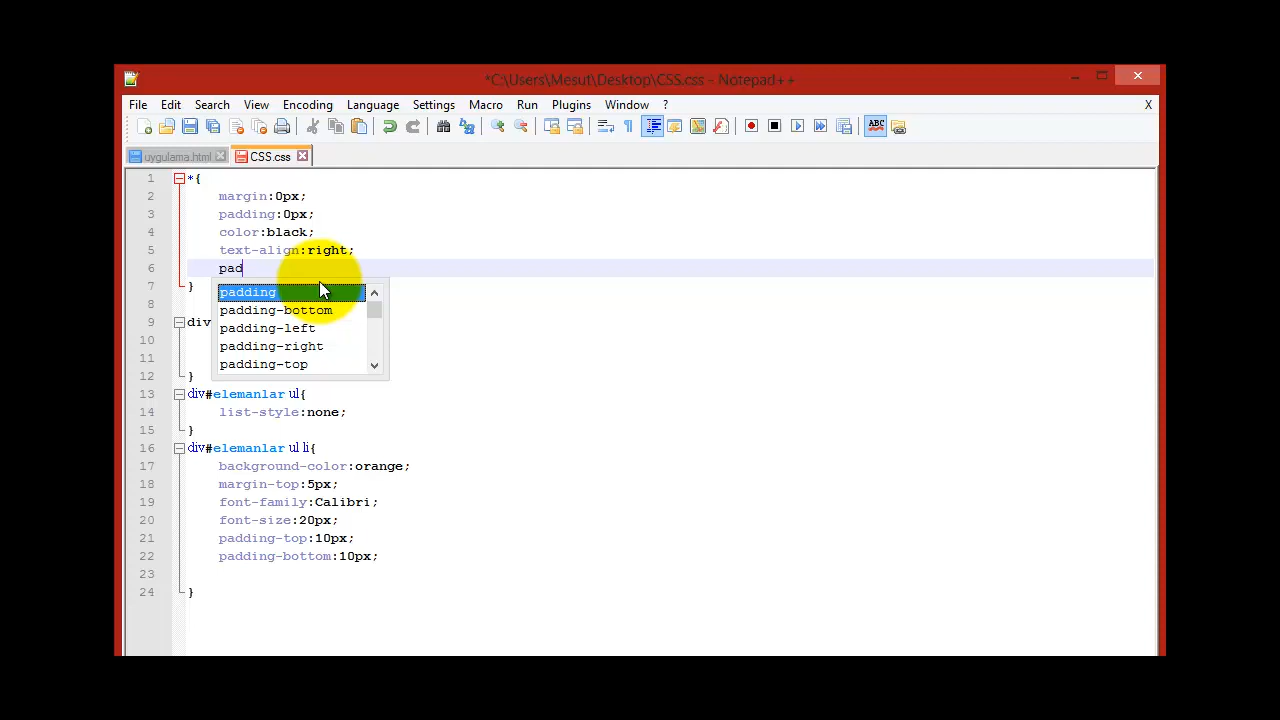 *C:\Users\Mesut\Desktop\CSS.css - Notepad++
File Edit Search View Encoding Language Settings Macro Run Plugins Window ? X
ABC
uygulama.html CSS.css
1 *{
2 margin:0px;
3 padding:0px;
4 color:black;
5 text-align:right;
6 pad
7 }
padding
8
padding-bottom
9 div
padding-left
10
padding-right
11
padding-top
12 }
13 div#elemanlar ul{
14 list-style:none;
15 }
16 div#elemanlar ul li{
17 background-color:orange;
18 margin-top:5px;
19 font-family:Calibri;
20 font-size:20px;
21 padding-top:10px;
22 padding-bottom:10px;
23
24 }